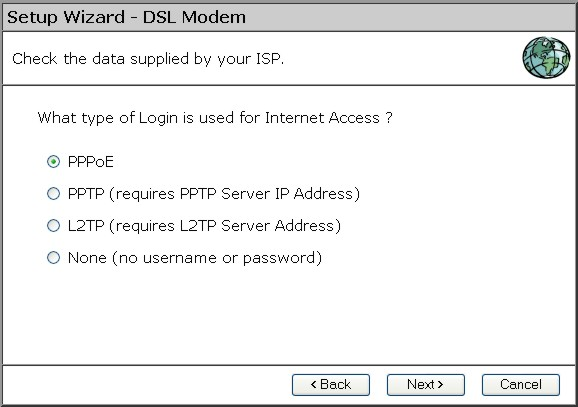 Setup Wizard - DSL Modem
Check the data supplied by your ISP.
What type of Login is used for Internet Access ?
PPPoE
PPTP (requires PPTP Server IP Address)
L2TP (requires L2TP Server Address)
None (no username or password)
< Back Next > Cancel